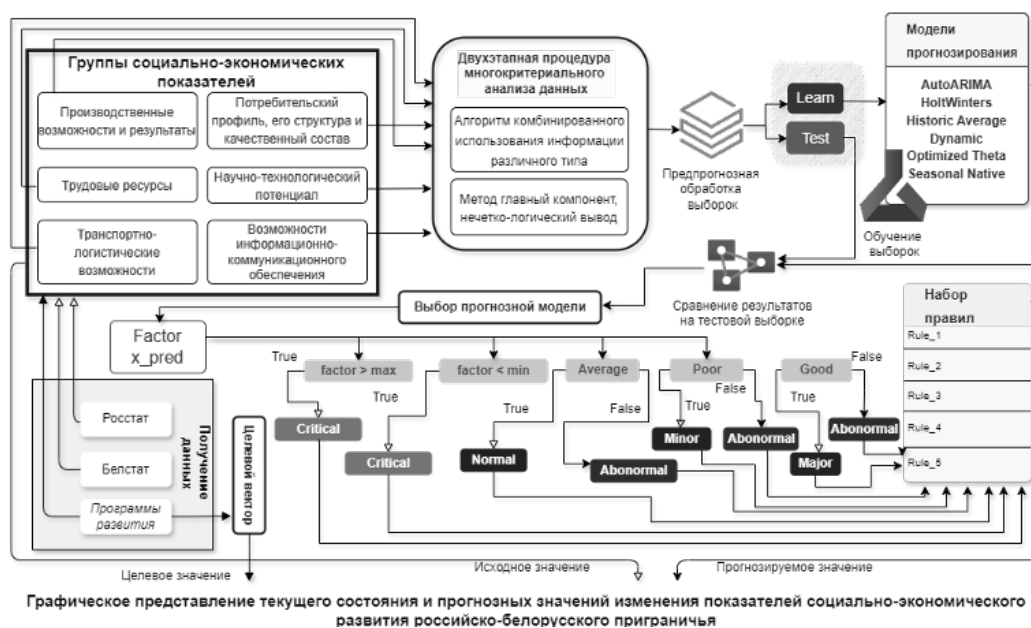 Группы социально-экономических
показателей
Производственные
возможности и результаты
Потребительский
профиль, его структура и
качественный состав
Трудовые ресурсы
Научно-технологический
потенциал
Транспортно-
логистические
возможности
Возможности
информационно-
коммуникационного
обеспечения
Двухэтапная процедура
многокритериального
анализа данных
Алгоритм комбинированного
использования информации
различного типа
Метод главный компонент,
нечетко-логический вывод
Предпрогнозная
обработка
выборок
Learn
Test
Модели
прогнозирования
AutoARIMA
HoltWinters
Historic Average
Dynamic
Optimized Theta
Seasonal Native
Обучение
выборок
Сравнение результатов
на тестовой выборке
Выбор прогнозной модели
Factor
x_pred
True
factor > max
Critical
True
factor < min
Critical
Average
True
False
Normal
Abonormal
Poor
True
False
Minor
Abonormal
Good
False
True
Abonormal
Major
Набор
правил
Rule_1
Rule_2
Rule_3
Rule_4
Rule_5
Росстат
Белстат
Программы
развития
Получение
данных
Целевой вектор
Целевое значение
Исходное значение
Прогнозируемое значение
Графическое представление текущего состояния и прогнозных значений изменения показателей социально-экономического
развития российско-белорусского приграничья